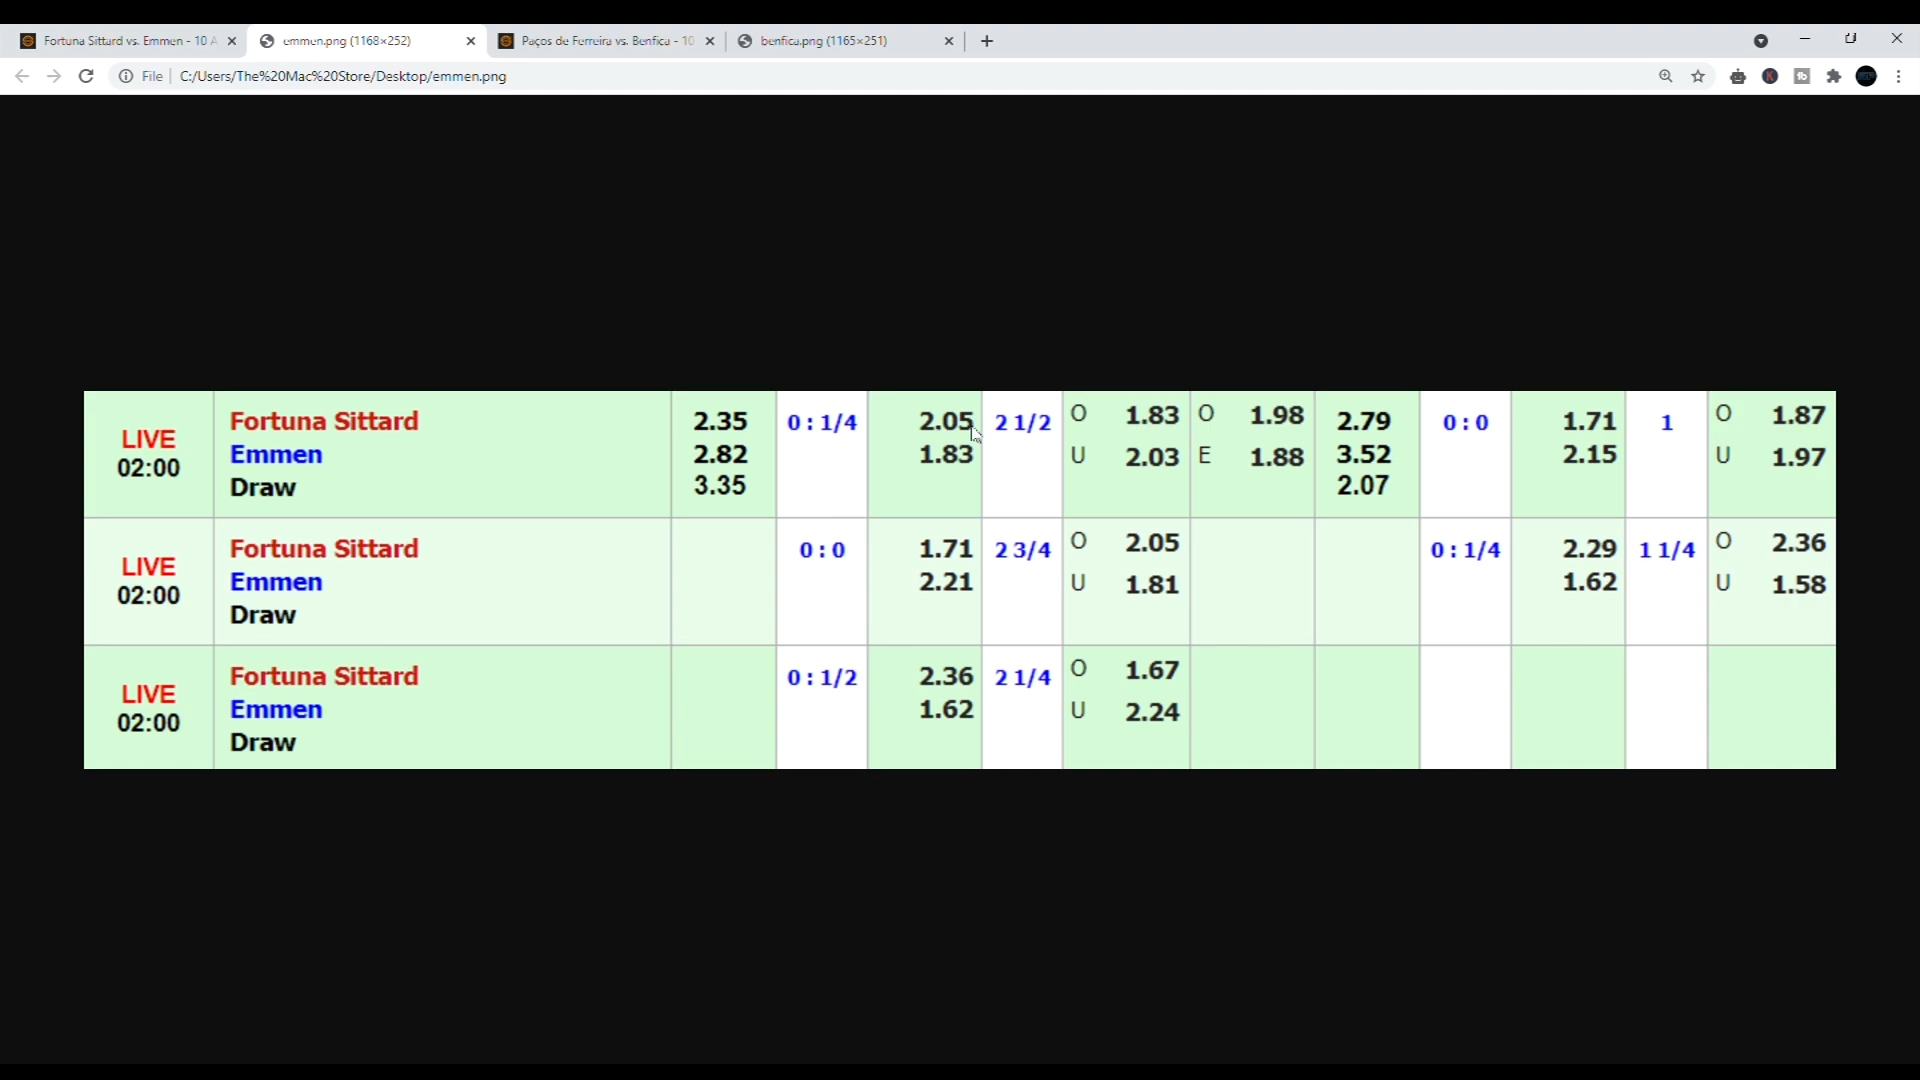 Fortuna Sittard vs. Emmen - 10 A
emmen.png (1168×252)
Paços de Ferreira vs. Benfica - 10
benfica.png (1165×251)
File C:/Users/The%20Mac%20Store/Desktop/emmen.png
LIVE
02:00
Fortuna Sittard
Emmen
Draw
2.35
2.82
3.35
0 : 1/4
2.05
1.83
2 1/2
O 1.83
U 2.03
O 1.98
E 1.88
2.79
3.52
2.07
0 : 0
1.71
2.15
1
O 1.87
U 1.97
LIVE
02:00
Fortuna Sittard
Emmen
Draw
0 : 0
1.71
2.21
2 3/4
O 2.05
U 1.81
0 : 1/4
2.29
1.62
1 1/4
O 2.36
U 1.58
LIVE
02:00
Fortuna Sittard
Emmen
Draw
0 : 1/2
2.36
1.62
2 1/4
O 1.67
U 2.24